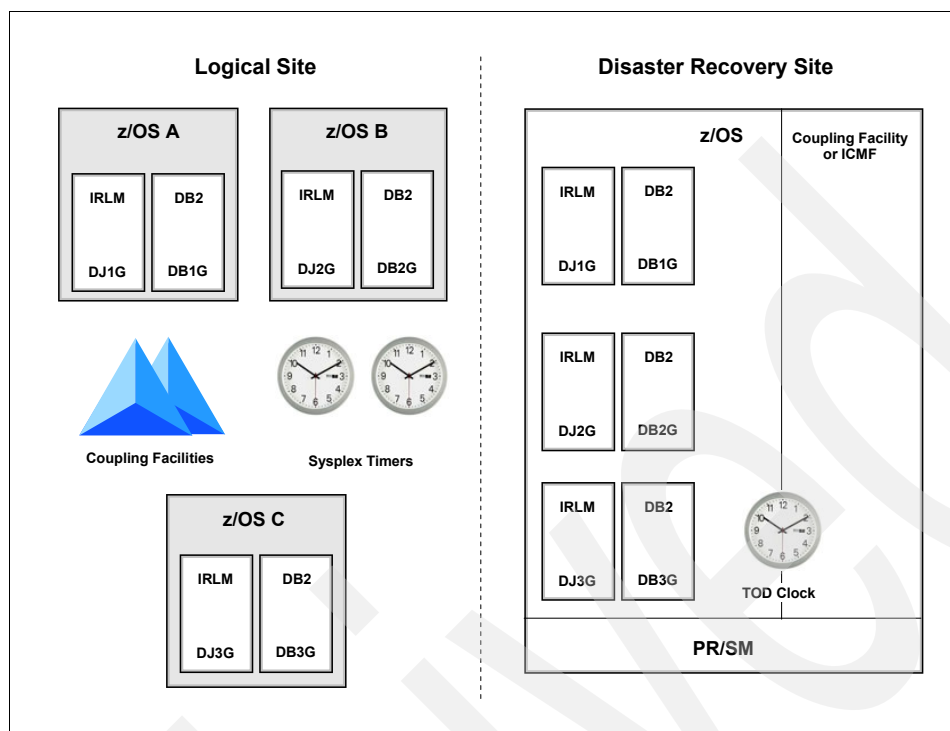 Logical Site
z/OS A
IRLM
DB2
DJ1G
DB1G
z/OS B
IRLM
DB2
DJ2G
DB2G
Coupling Facilities
Sysplex Timers
z/OS C
IRLM
DB2
DJ3G
DB3G
Disaster Recovery Site
z/OS
Coupling Facility
or ICMF
IRLM
DB2
DJ1G
DB1G
IRLM
DB2
DJ2G
DB2G
IRLM
DB2
DJ3G
DB3G
TOD Clock
PR/SM